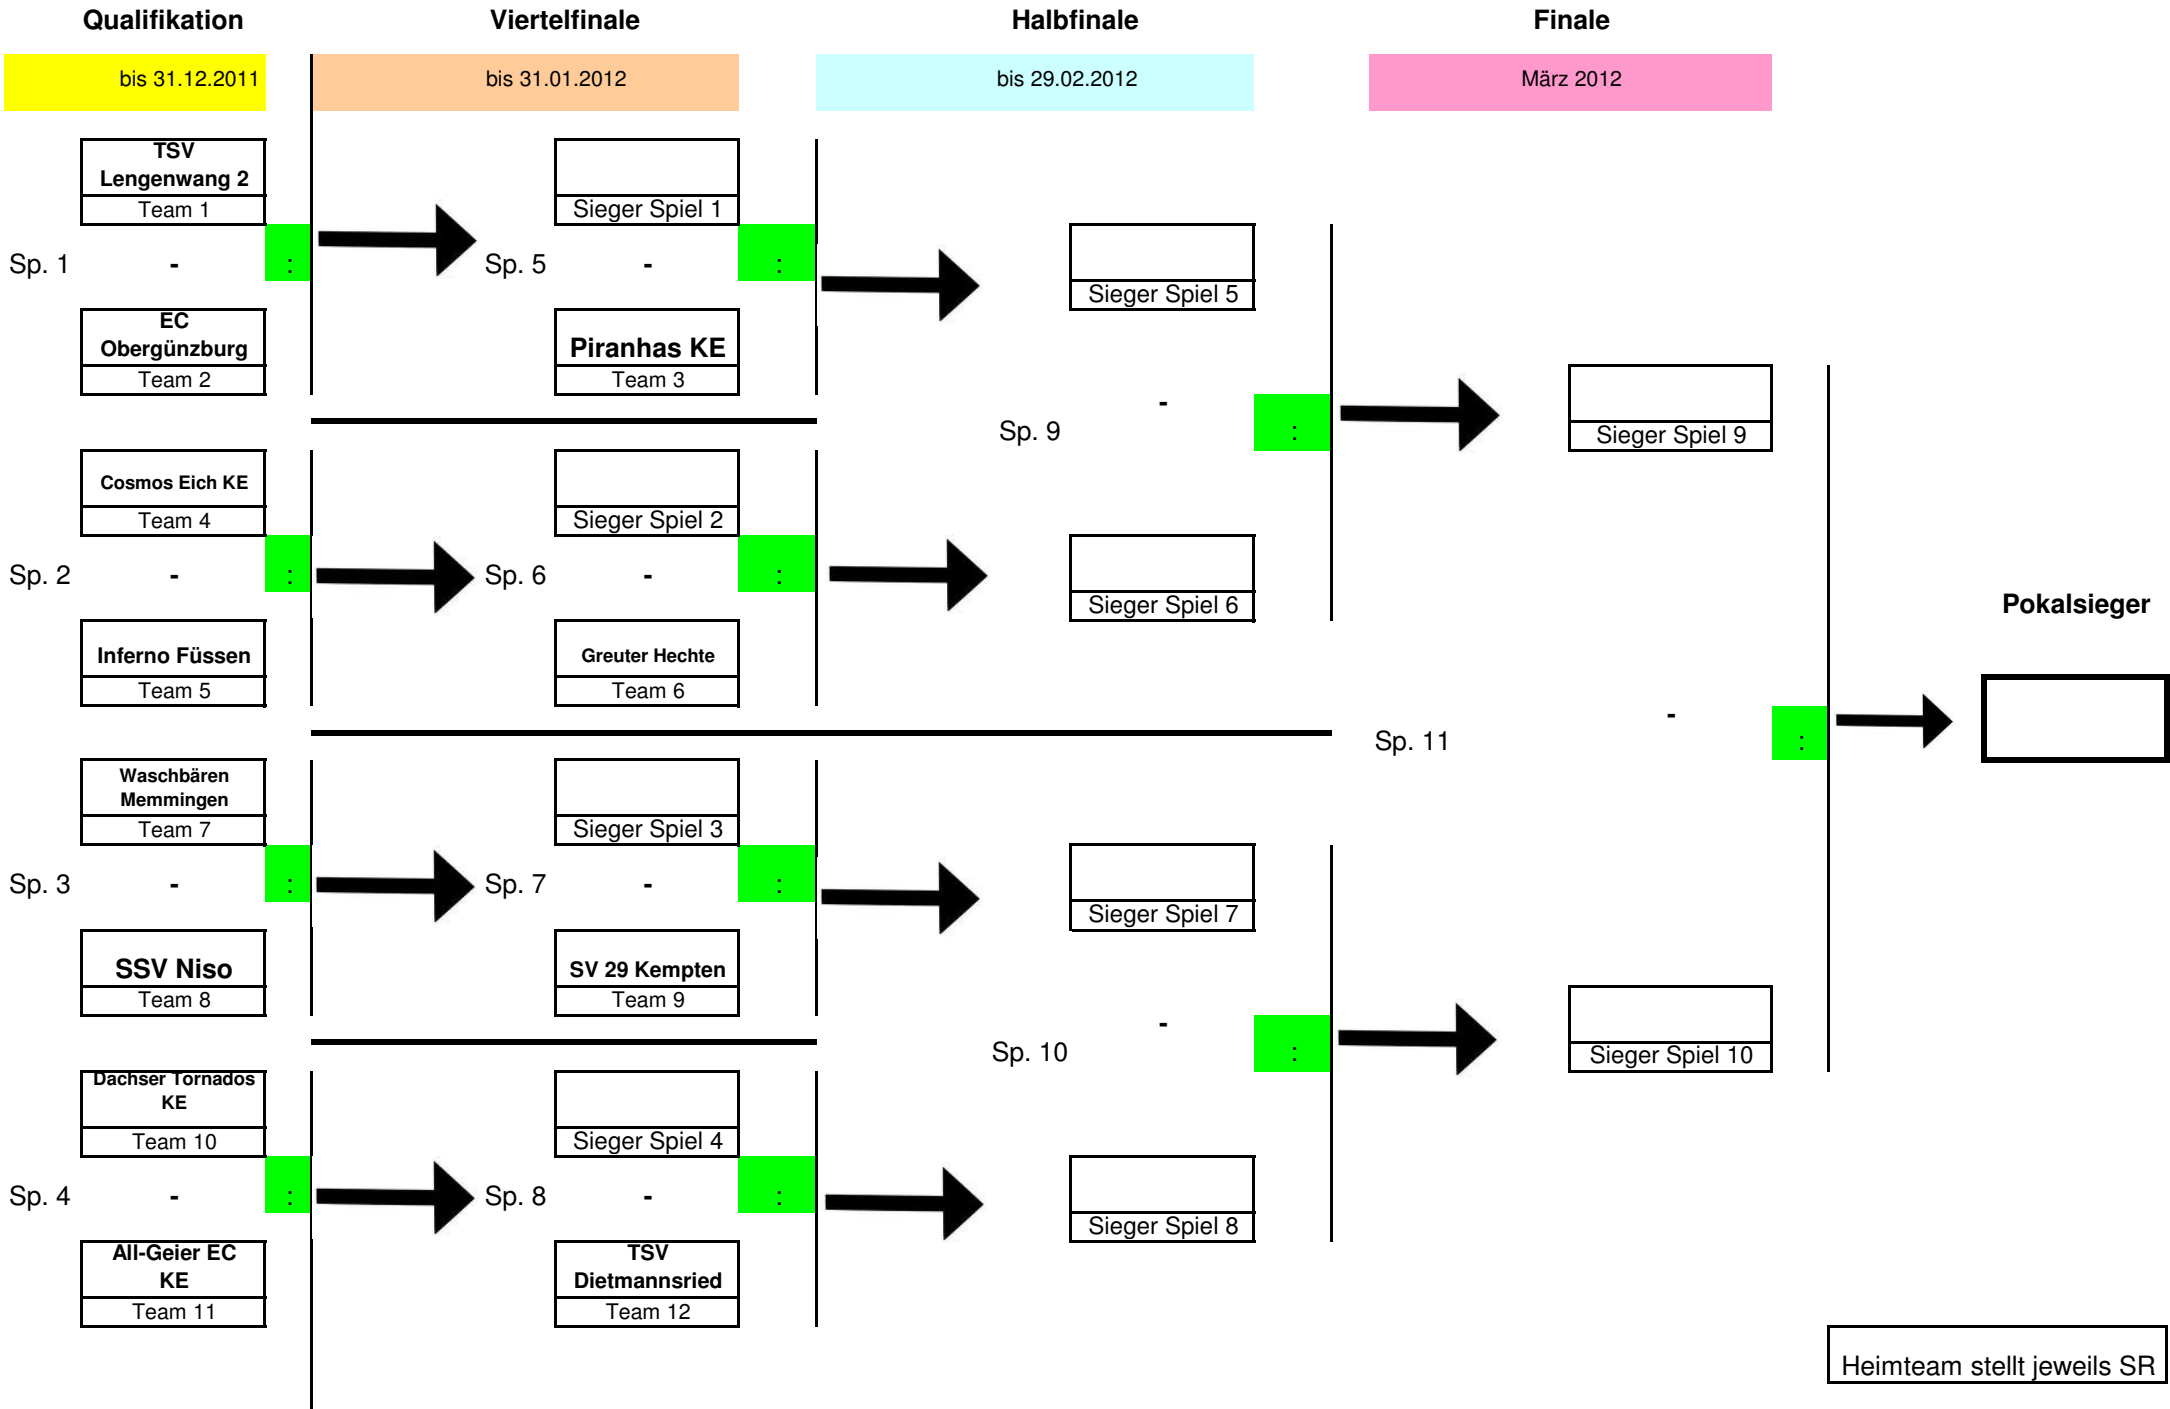 Qualifikation
Viertelfinale
Halbfinale
Finale
bis 31.12.2011
bis 31.01.2012
bis 29.02.2012
März 2012
TSV
Lengenwang 2
Team 1
Sp. 1
-
:
EC
Obergünzburg
Team 2
Sieger Spiel 1
Sp. 5
-
:
Piranhas KE
Team 3
Cosmos Eich KE
Team 4
Sp. 2
-
:
Inferno Füssen
Team 5
Sieger Spiel 2
Sp. 6
-
:
Greuter Hechte
Team 6
Waschbären
Memmingen
Team 7
Sp. 3
-
:
SSV Niso
Team 8
Sieger Spiel 3
Sp. 7
-
:
SV 29 Kempten
Team 9
Dachser Tornados
KE
Team 10
Sp. 4
-
:
All-Geier EC
KE
Team 11
Sieger Spiel 4
Sp. 8
-
:
TSV
Dietmannsried
Team 12
Sieger Spiel 5
Sp. 9
-
:
Sieger Spiel 6
Sieger Spiel 7
Sp. 10
-
:
Sieger Spiel 8
Sieger Spiel 9
Sp. 11
-
:
Sieger Spiel 10
Pokalsieger
Heimteam stellt jeweils SR